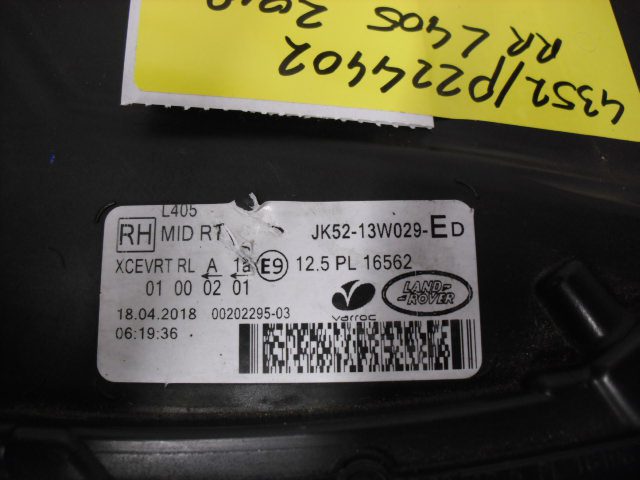 4352/P224402
RR L405 2018
L405
RH MID RT JK52-13W029-ED
XCEVRT RL A 1a E9 12.5 PL 16562
01 00 02 01
LAND-
ROVER
varroc
18.04.2018 00202295-03
06:19:36